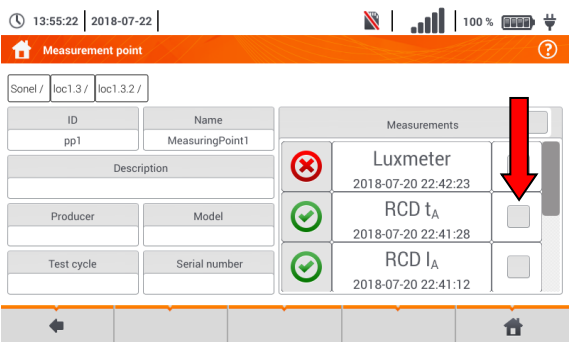 13:55:22 2018-07-22 100 %
Measurement point ?
Sonel / loc1.3 / loc1.3.2 /
ID Name Measurements
pp1 MeasuringPoint1
Description
Luxmeter
2018-07-20 22:42:23
Producer Model
RCD tA
2018-07-20 22:41:28
Test cycle Serial number
RCD IA
2018-07-20 22:41:12